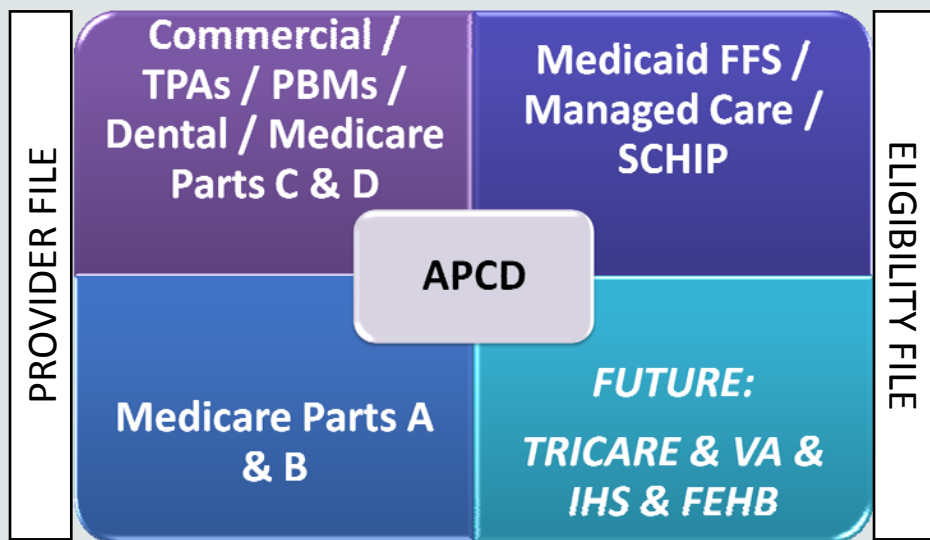 PROVIDER FILE
Commercial /
TPAs / PBMs /
Dental / Medicare
Parts C & D
Medicaid FFS /
Managed Care /
SCHIP
APCD
Medicare Parts A
& B
FUTURE:
TRICARE & VA &
IHS & FEHB
ELIGIBILITY FILE